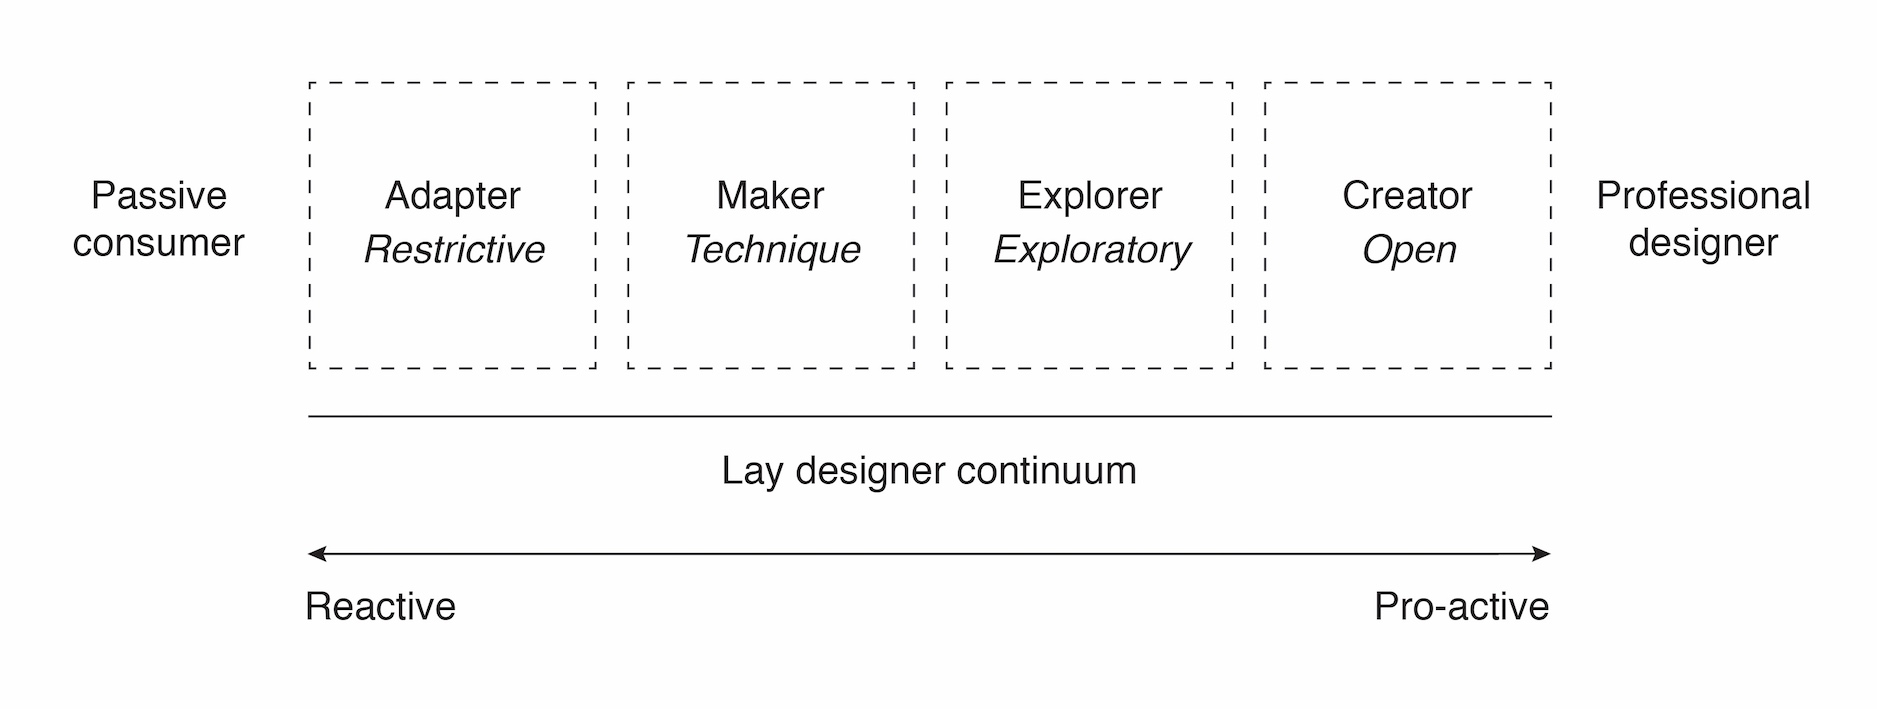 Passive
consumer
Adapter
Restrictive
Maker
Technique
Explorer
Exploratory
Creator
Open
Professional
designer
Lay designer continuum
Reactive
Pro-active